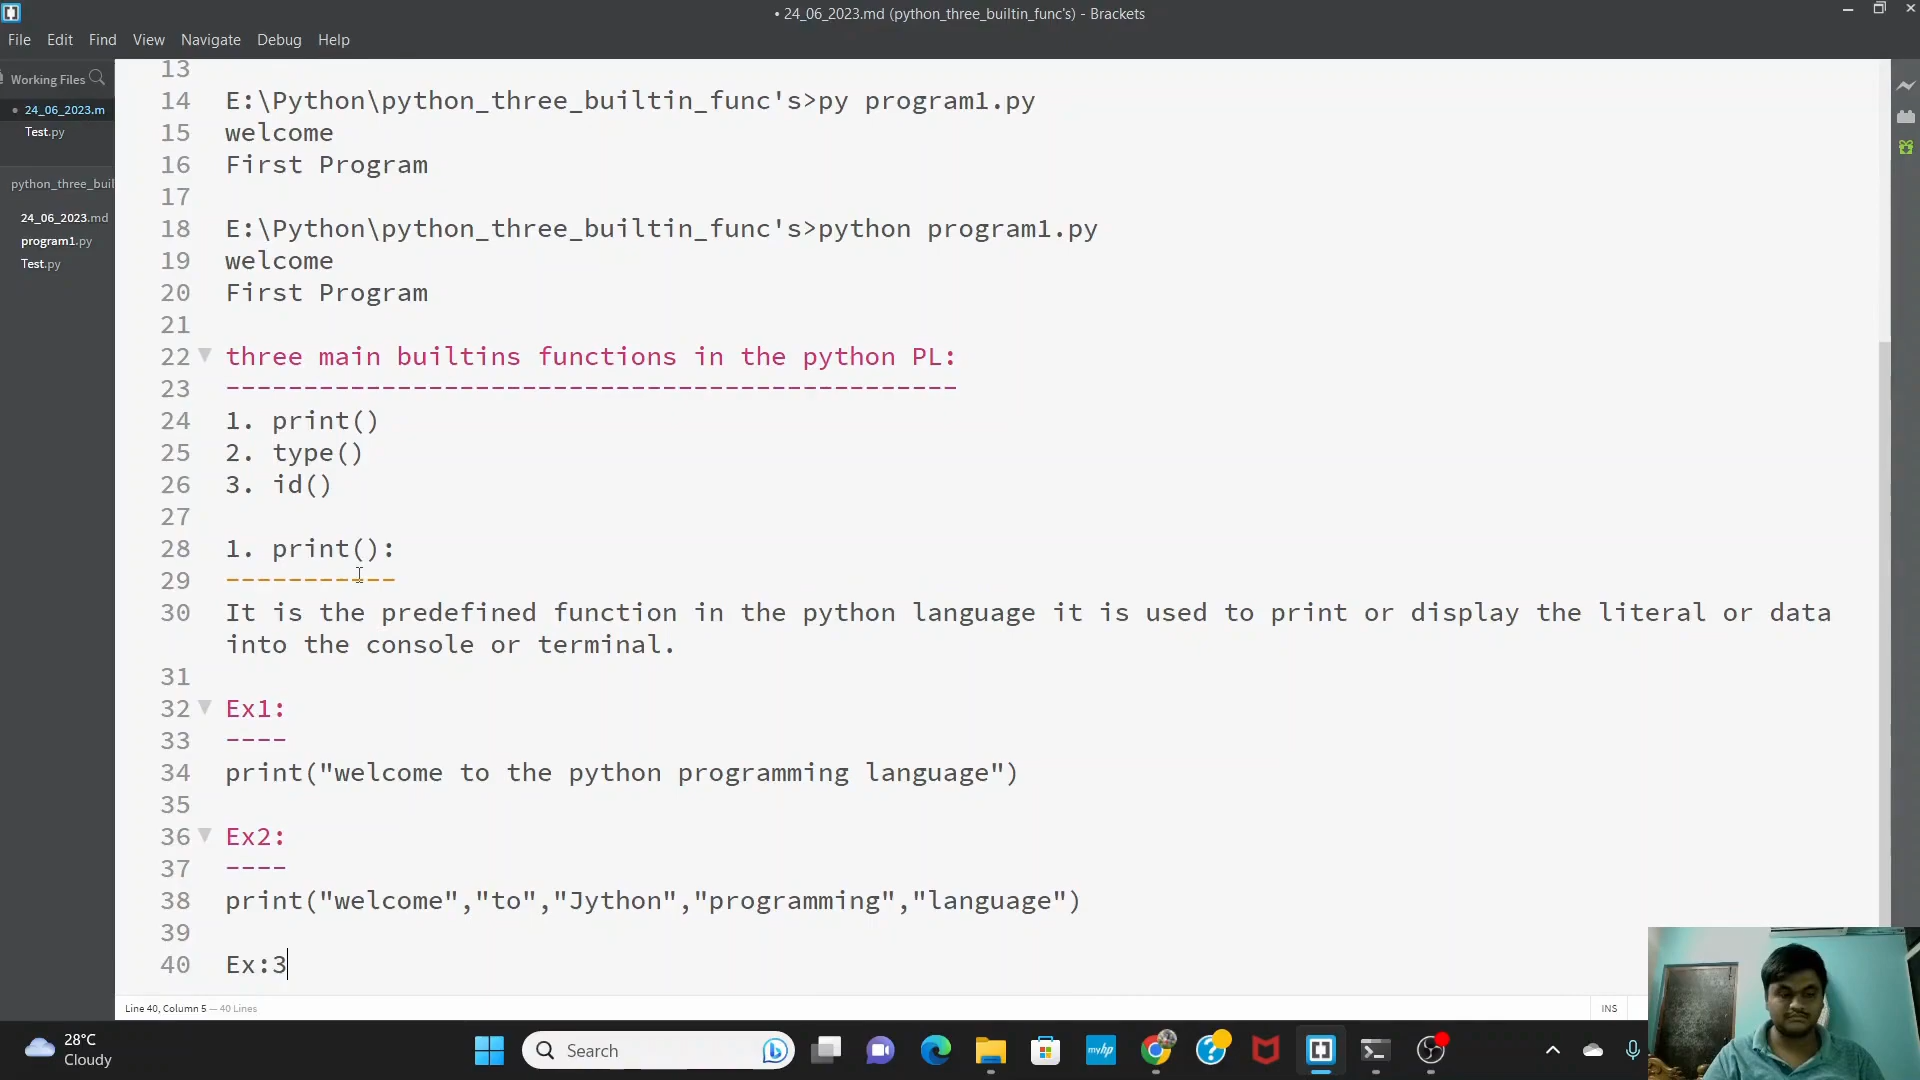 • 24_06_2023.md (python_three_builtin_func's) - Brackets
File Edit Find View Navigate Debug Help
Working Files
• 24_06_2023.m
Test.py
python_three_buil
24_06_2023.md
program1.py
Test.py
13
14 E:\Python\python_three_builtin_func's>py program1.py
15 welcome
16 First Program
17
18 E:\Python\python_three_builtin_func's>python program1.py
19 welcome
20 First Program
21
22 three main builtins functions in the python PL:
23 -----------------------------------------------
24 1. print()
25 2. type()
26 3. id()
27
28 1. print():
29 -----------
30 It is the predefined function in the python language it is used to print or display the literal or data
into the console or terminal.
31
32 Ex1:
33 ----
34 print("welcome to the python programming language")
35
36 Ex2:
37 ----
38 print("welcome","to","Jython","programming","language")
39
40 Ex:3
Line 40, Column 5 — 40 Lines
INS
28°C
Cloudy
Search
myhp